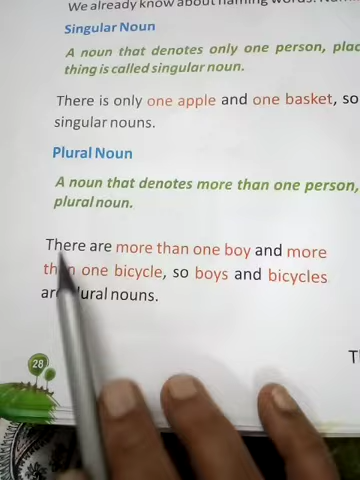 We already know about naming words.
Singular Noun
A noun that denotes only one person, plac
thing is called singular noun.
There is only one apple and one basket, so
singular nouns.
Plural Noun
A noun that denotes more than one person,
plural noun.
There are more than one boy and more
than one bicycle, so boys and bicycles
are plural nouns.
28